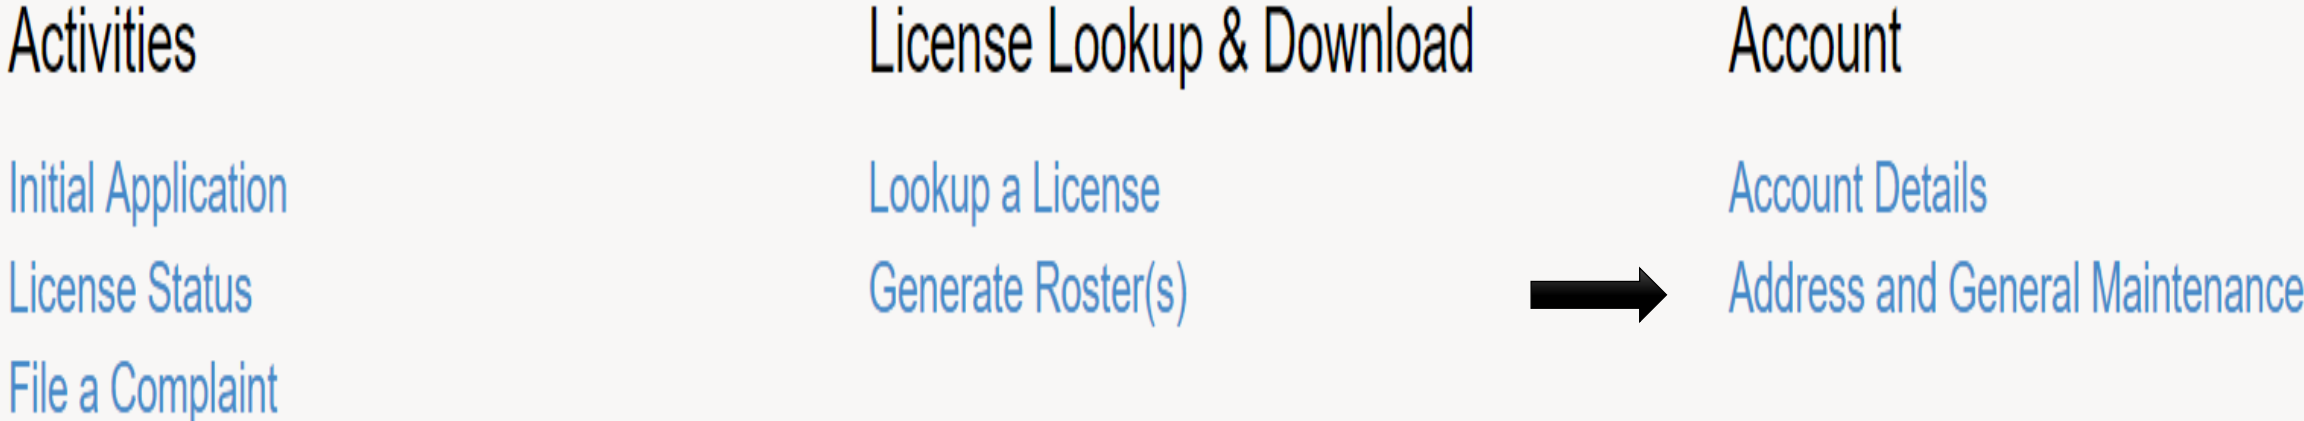 Activities
Initial Application
License Status
File a Complaint
License Lookup & Download
Lookup a License
Generate Roster(s)
Account
Account Details
Address and General Maintenance